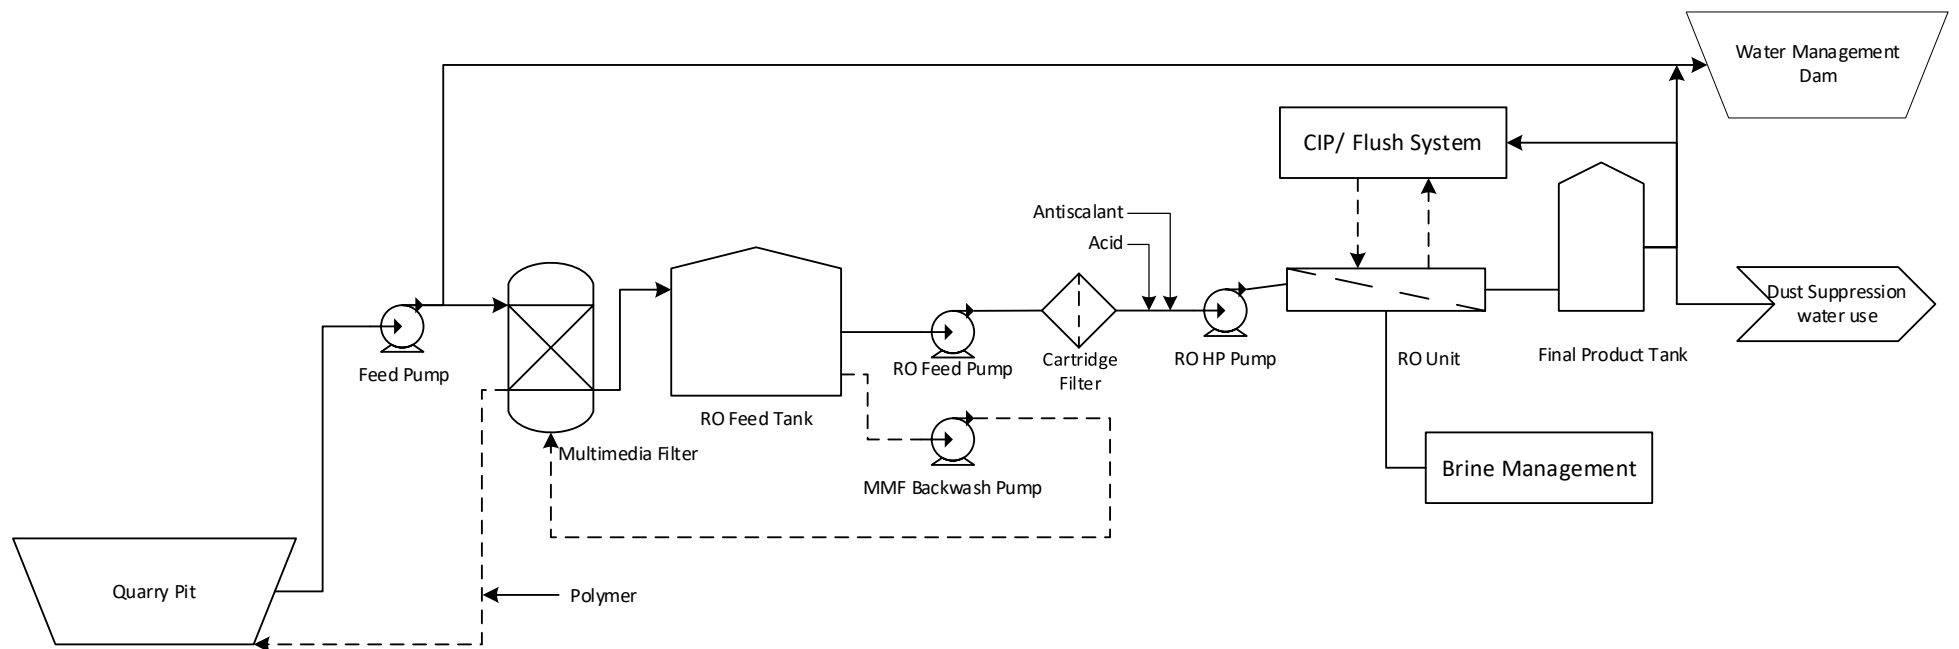 Water Management
Dam
CIP/ Flush System
Antiscalant
Acid
Dust Suppression
water use
Feed Pump
RO Feed Pump
Cartridge
Filter
RO HP Pump
RO Unit
Final Product Tank
RO Feed Tank
Multimedia Filter
MMF Backwash Pump
Brine Management
Quarry Pit
Polymer